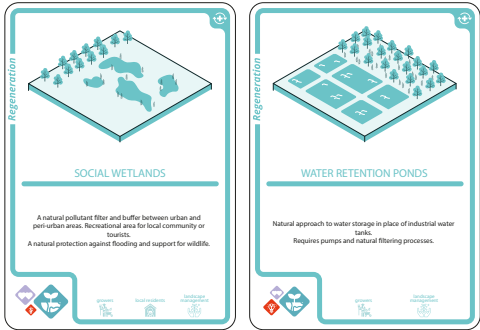 Regeneration
SOCIAL WETLANDS
A natural pollutant filter and buffer between urban and
peri-urban areas. Recreational area for local community or
tourists.
A natural protection against flooding and support for wildlife.
growers
local residents
landscape
management
Regeneration
WATER RETENTION PONDS
Natural approach to water storage in place of industrial water
tanks.
Requires pumps and natural filtering processes.
growers
landscape
management